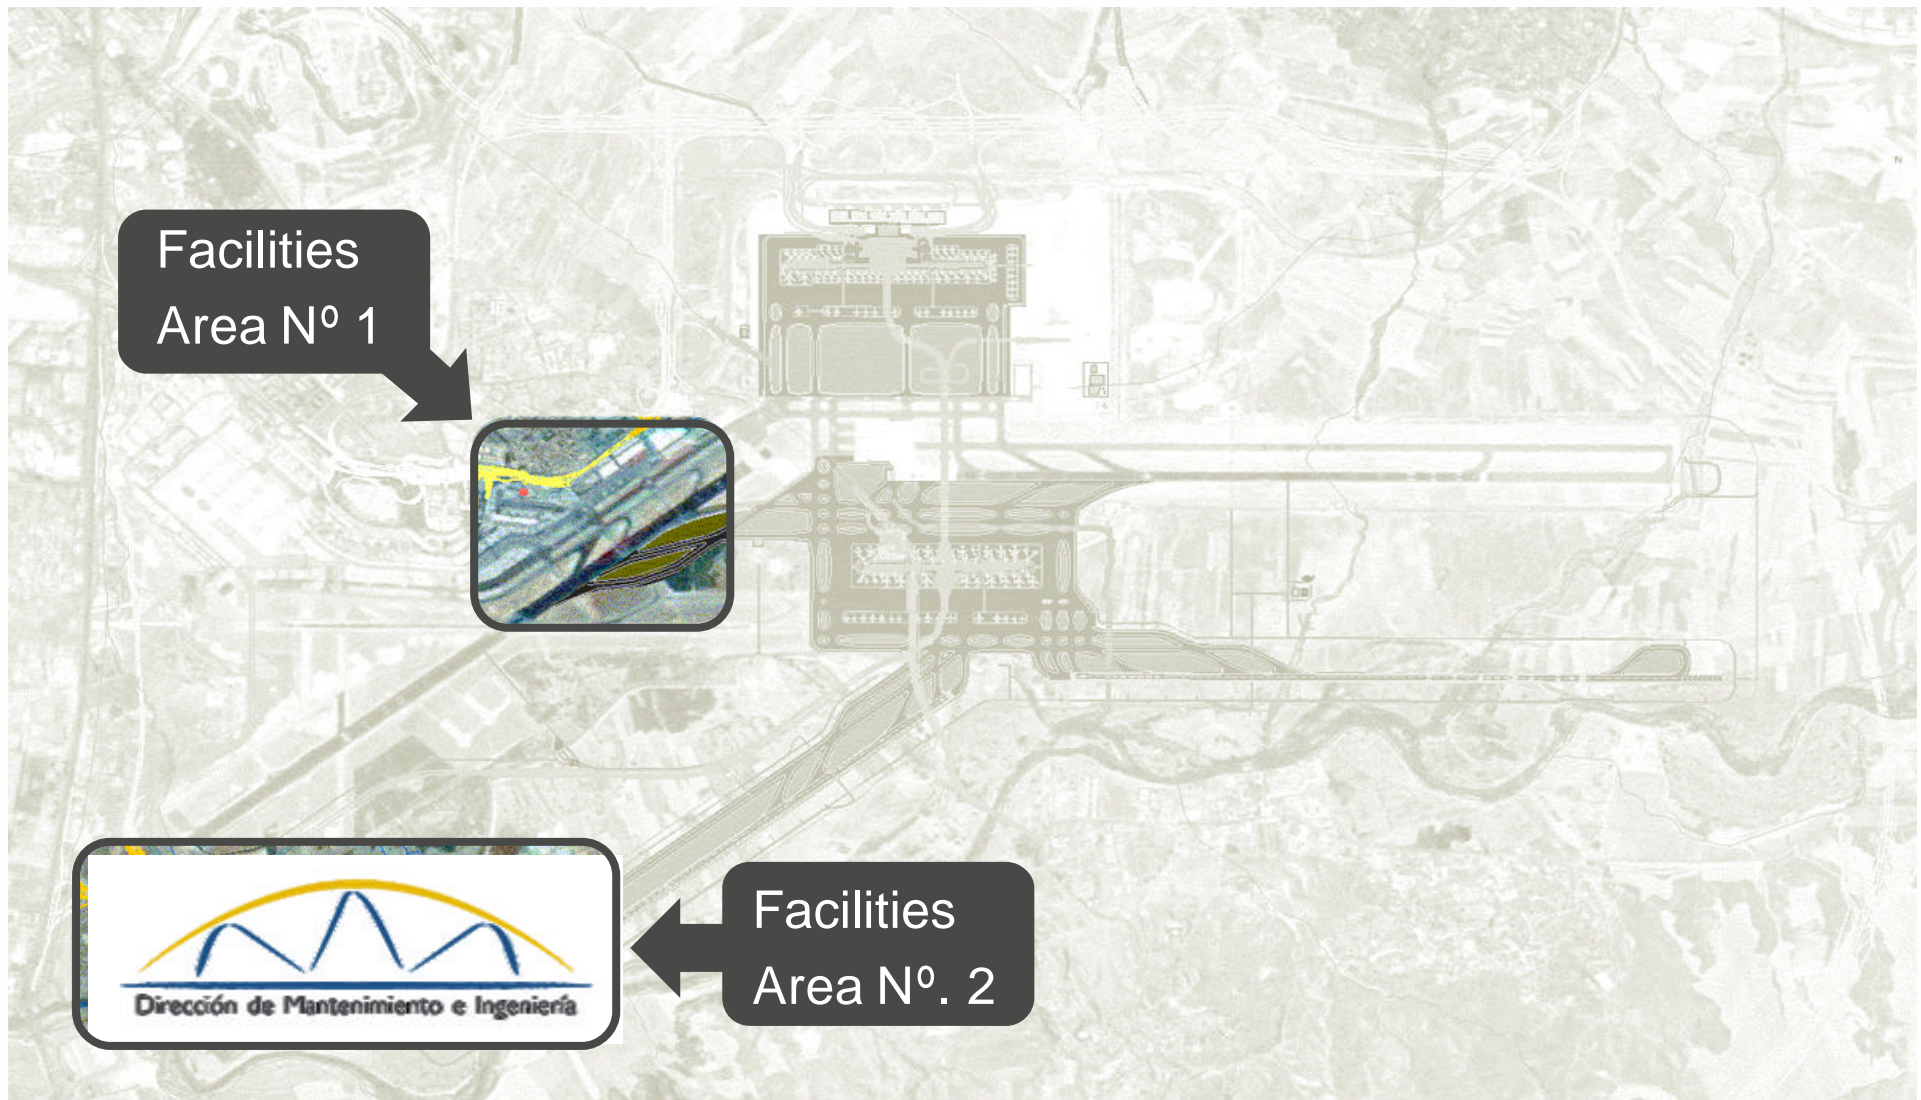 N
Facilities
Area Nº 1
Facilities
Area Nº. 2
Dirección de Mantenimiento e Ingeniería